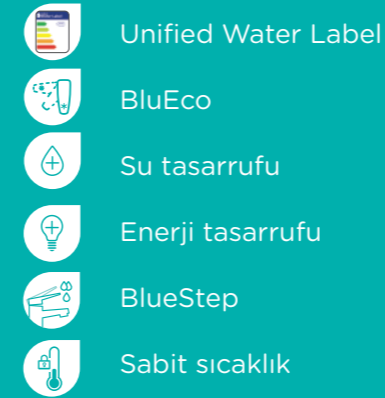 Unified Water Label
BluEco
Su tasarrufu
Enerji tasarrufu
BlueStep
Sabit sıcaklık